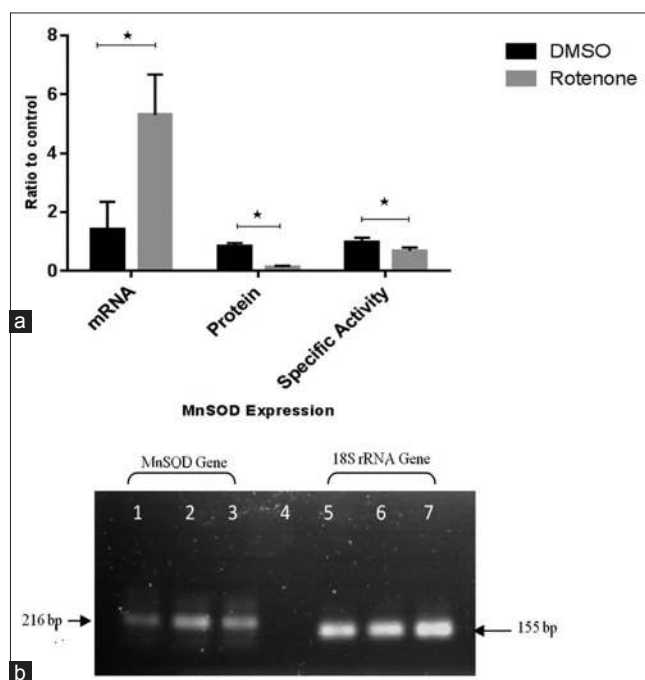 8
6
4
2
0
Ratio to control
★
★
★
DMSO
Rotenone
mRNA
Protein
Specific Activity
MnSOD Expression
a
MnSOD Gene
18S rRNA Gene
1 2 3 4 5 6 7
216 bp
155 bp
b